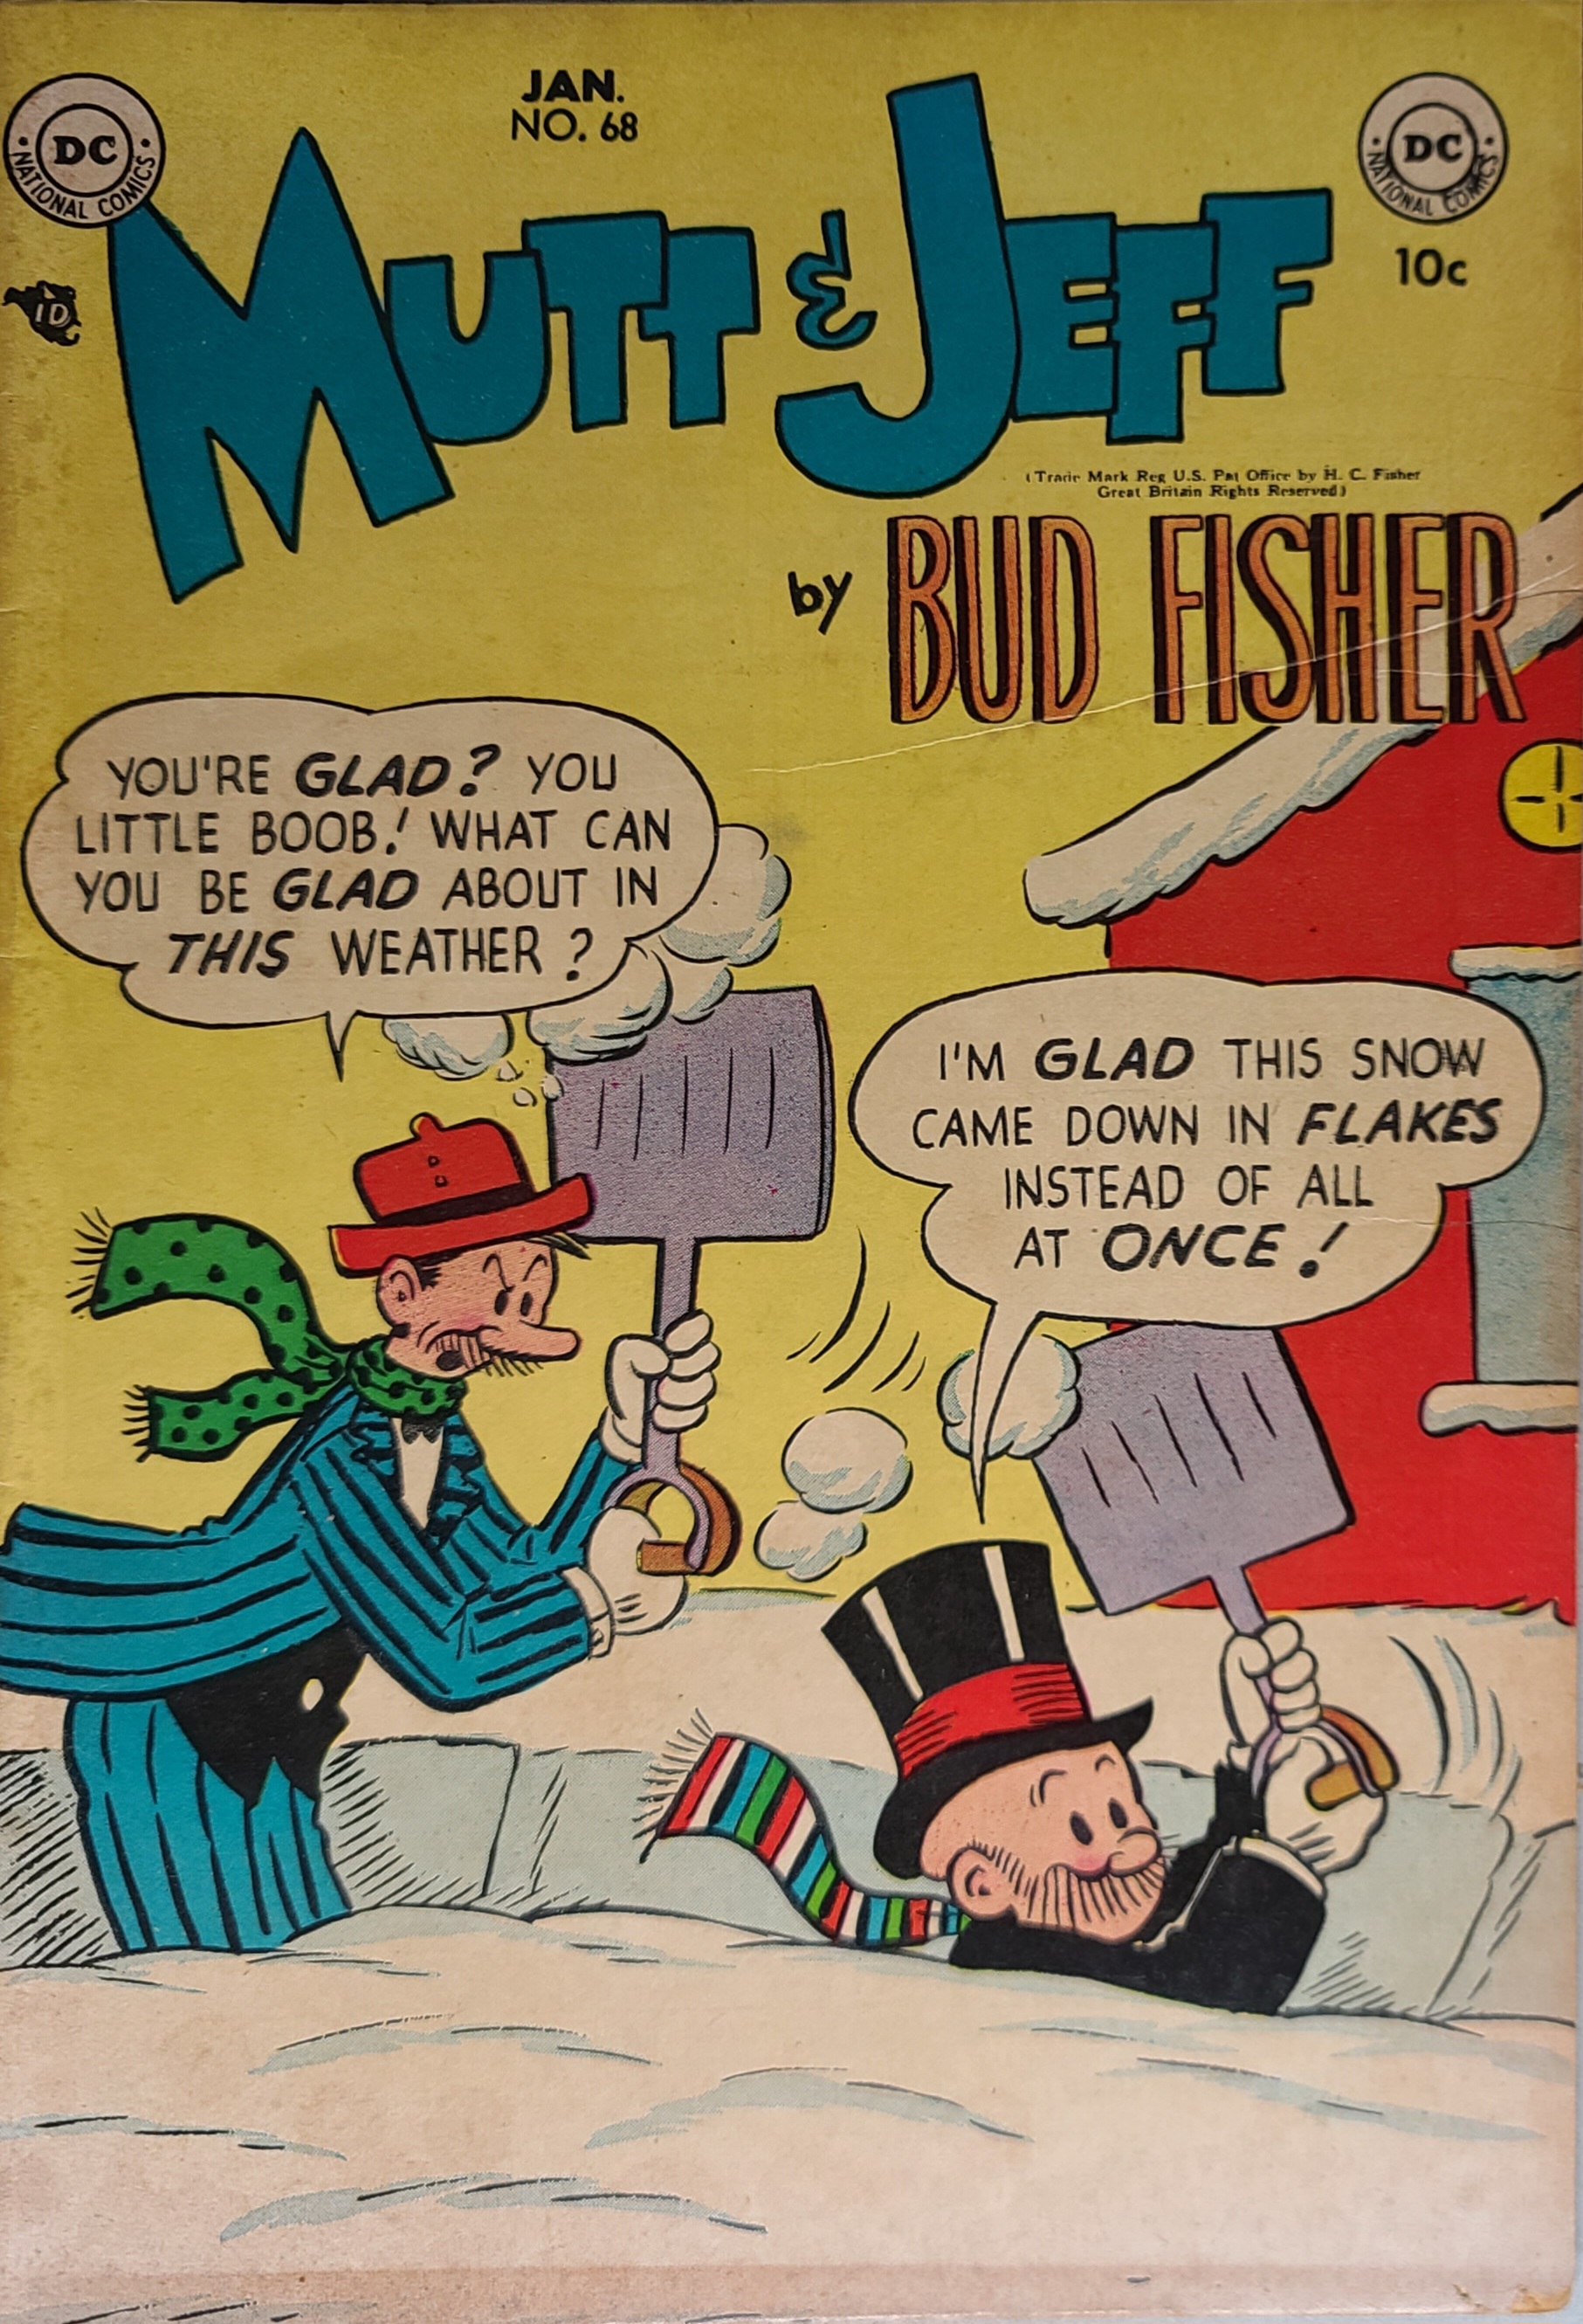 JAN.
NO. 68
DC
NATIONAL COMICS
DC
NATIONAL COMICS
10c
ID
MUTT & JEFF
(Trade Mark Reg U.S. Pat Office by H. C. Fisher
Great Britain Rights Reserved)
by BUD FISHER
YOU'RE GLAD? YOU
LITTLE BOOB! WHAT CAN
YOU BE GLAD ABOUT IN
THIS WEATHER?
I'M GLAD THIS SNOW
CAME DOWN IN FLAKES
INSTEAD OF ALL
AT ONCE!